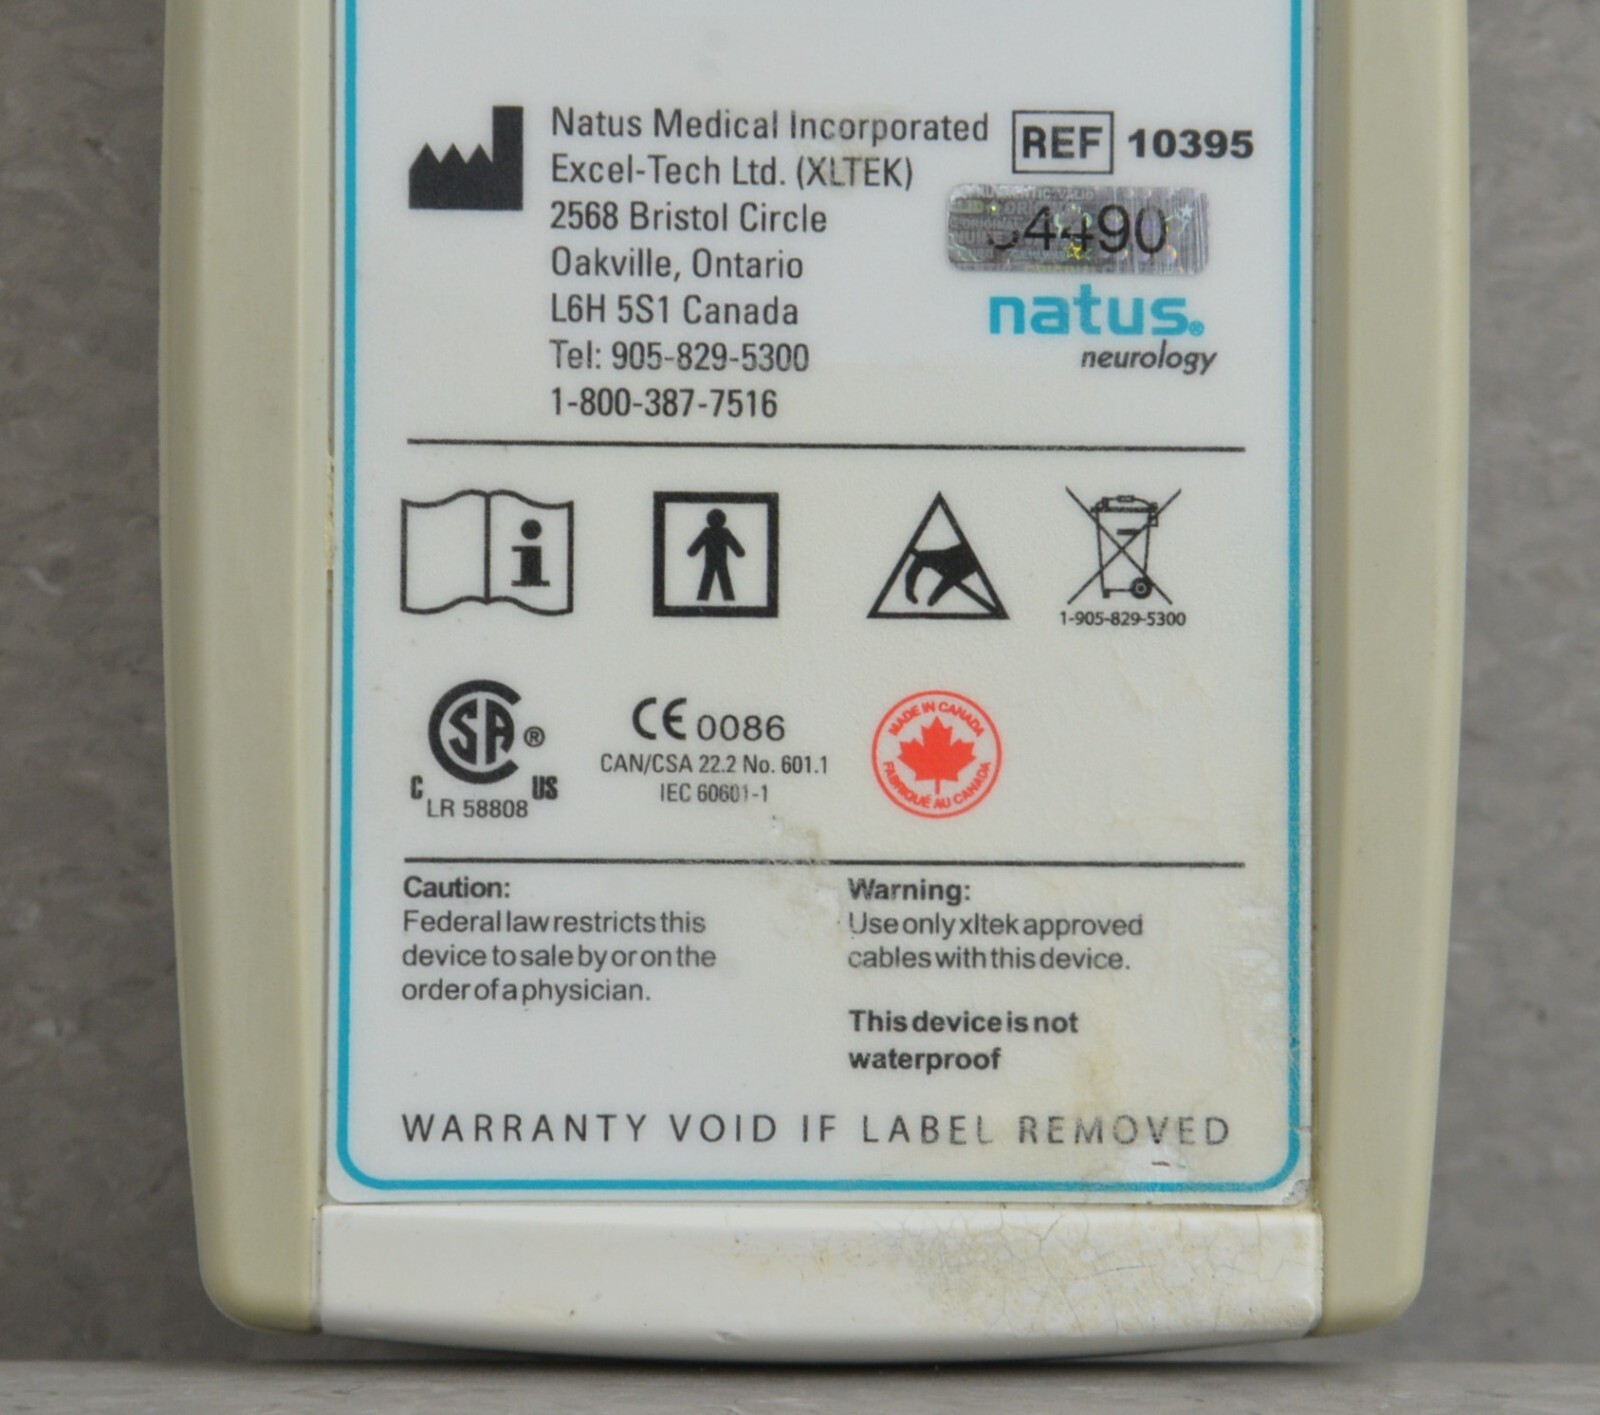 Natus Medical Incorporated
Excel-Tech Ltd. (XLTEK)
2568 Bristol Circle
Oakville, Ontario
L6H 5S1 Canada
Tel: 905-829-5300
1-800-387-7516
REF 10395
4490
natus®
neurology
i
1-905-829-5300
SA ®
C US
LR 58808
CE 0086
CAN/CSA 22.2 No. 601.1
IEC 60601-1
MADE IN CANADA
FABRIQUÉ AU CANADA
Caution:
Federal law restricts this
device to sale by or on the
order of a physician.
Warning:
Use only xltek approved
cables with this device.
This device is not
waterproof
WARRANTY VOID IF LABEL REMOVED